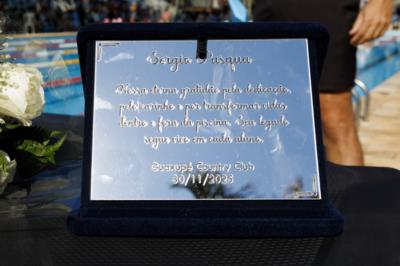 Sergio Pasqua
Nossa eterna gratidão pela dedicação,
pelo carinho e por transformar vidas,
dentro e fora da piscina. Seu legado
segue vivo em cada aluno.
Guaxupé Country Club
30/11/2025